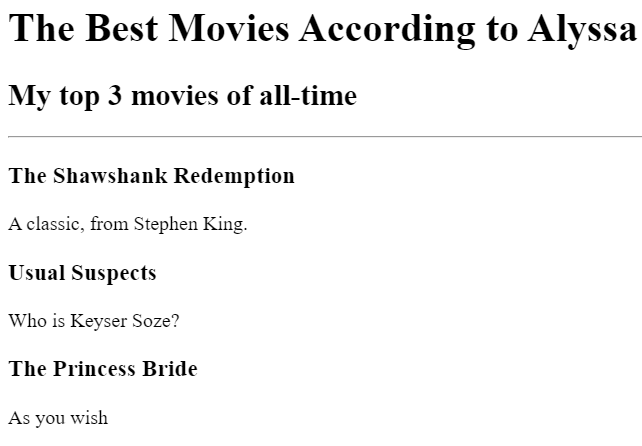 The Best Movies According to Alyssa
My top 3 movies of all-time
The Shawshank Redemption
A classic, from Stephen King.
Usual Suspects
Who is Keyser Soze?
The Princess Bride
As you wish